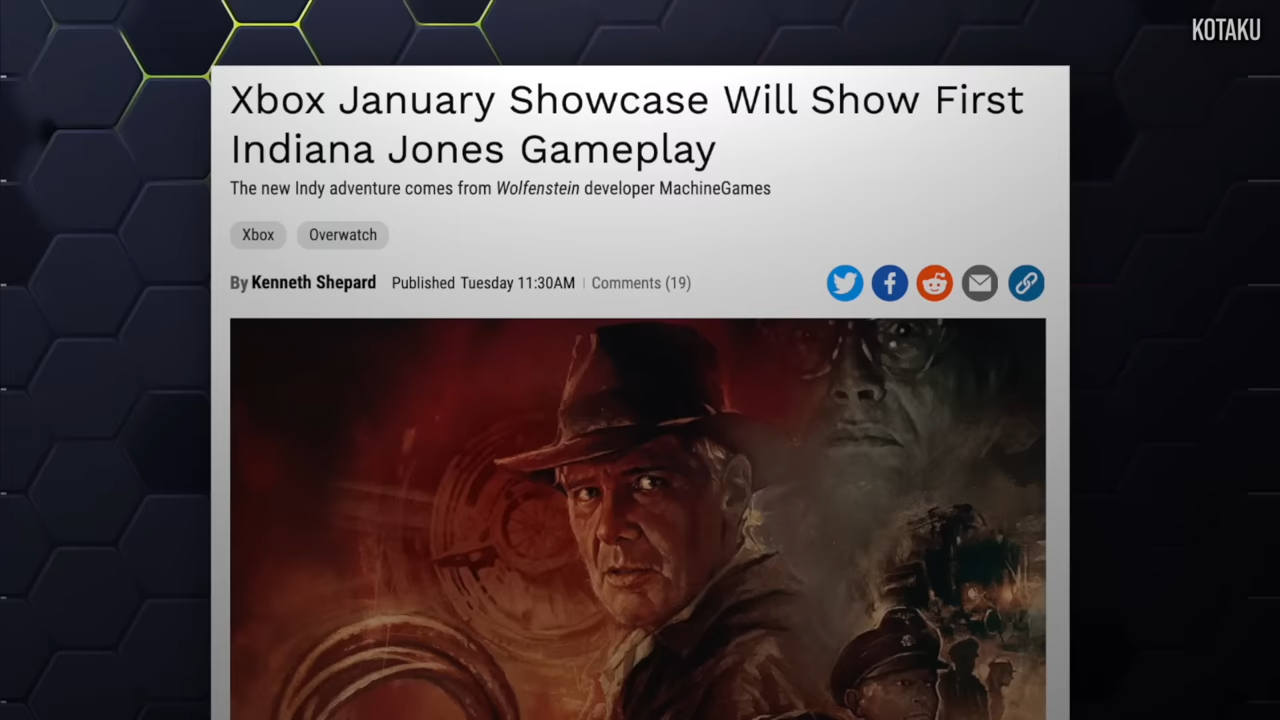 KOTAKU
Xbox January Showcase Will Show First
Indiana Jones Gameplay
The new Indy adventure comes from Wolfenstein developer MachineGames
Xbox Overwatch
By Kenneth Shepard Published Tuesday 11:30AM | Comments (19)